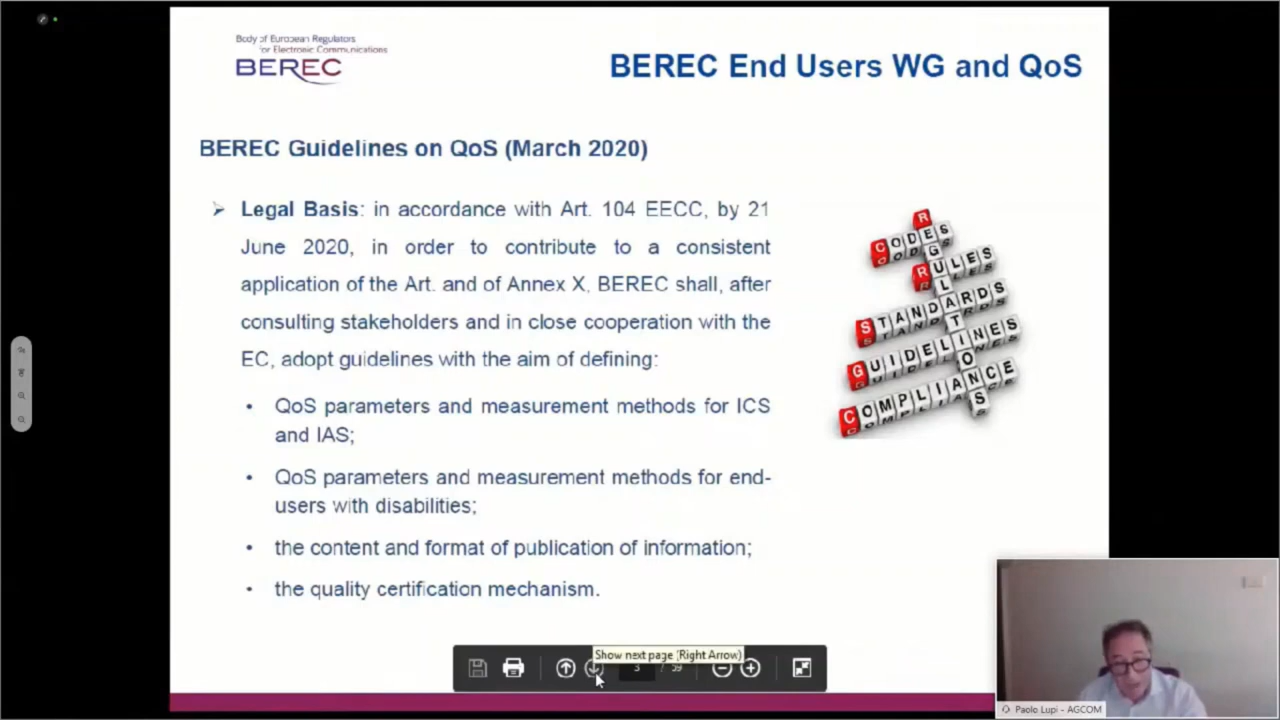 Body of European Regulators
for Electronic Communications
BEREC
BEREC End Users WG and QoS
BEREC Guidelines on QoS (March 2020)
Legal Basis: in accordance with Art. 104 EECC, by 21
June 2020, in order to contribute to a consistent
application of the Art. and of Annex X, BEREC shall, after
consulting stakeholders and in close cooperation with the
EC, adopt guidelines with the aim of defining:
• QoS parameters and measurement methods for ICS
and IAS;
• QoS parameters and measurement methods for end-
users with disabilities;
• the content and format of publication of information;
• the quality certification mechanism.
CODES
RULES
STANDARDS
GUIDELINES
COMPLIANCE
REGULATIONS
Show next page (Right Arrow)
3 / 59
Paolo Lupi - AGCOM